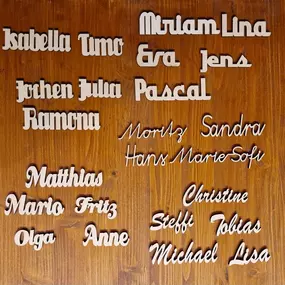 Isabella Timo
Jochen Julia
Ramona
Miriam Lina
Eva Jens
Pascal
Moritz Sandra
Hans Marie Sofi
Matthias
Mario Fritz
Olga Anne
Christine
Steffi Tobias
Michael Lisa